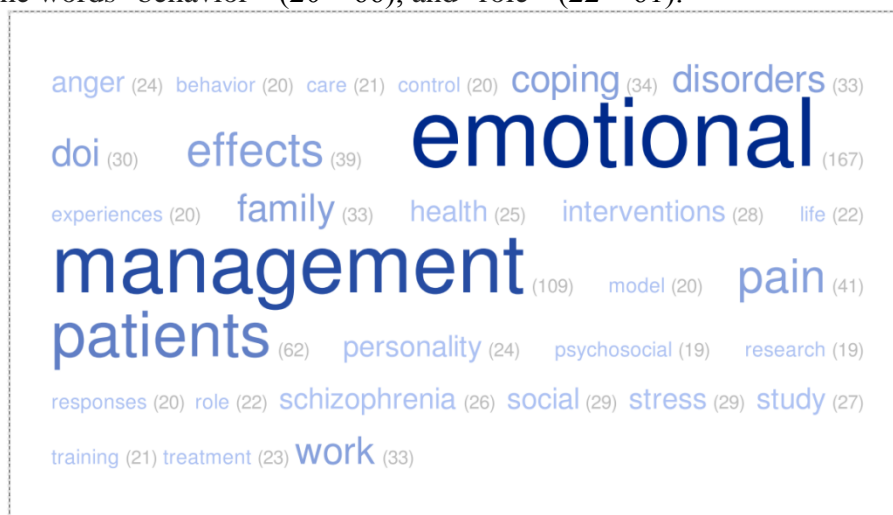 anger (24) behavior (20) care (21) control (20) coping (34) disorders (33)
doi (30) effects (39) emotional (167)
experiences (20) family (33) health (25) interventions (28) life (22)
management (109) model (20) pain (41)
patients (62) personality (24) psychosocial (19) research (19)
responses (20) role (22) schizophrenia (26) social (29) stress (29) study (27)
training (21) treatment (23) work (33)